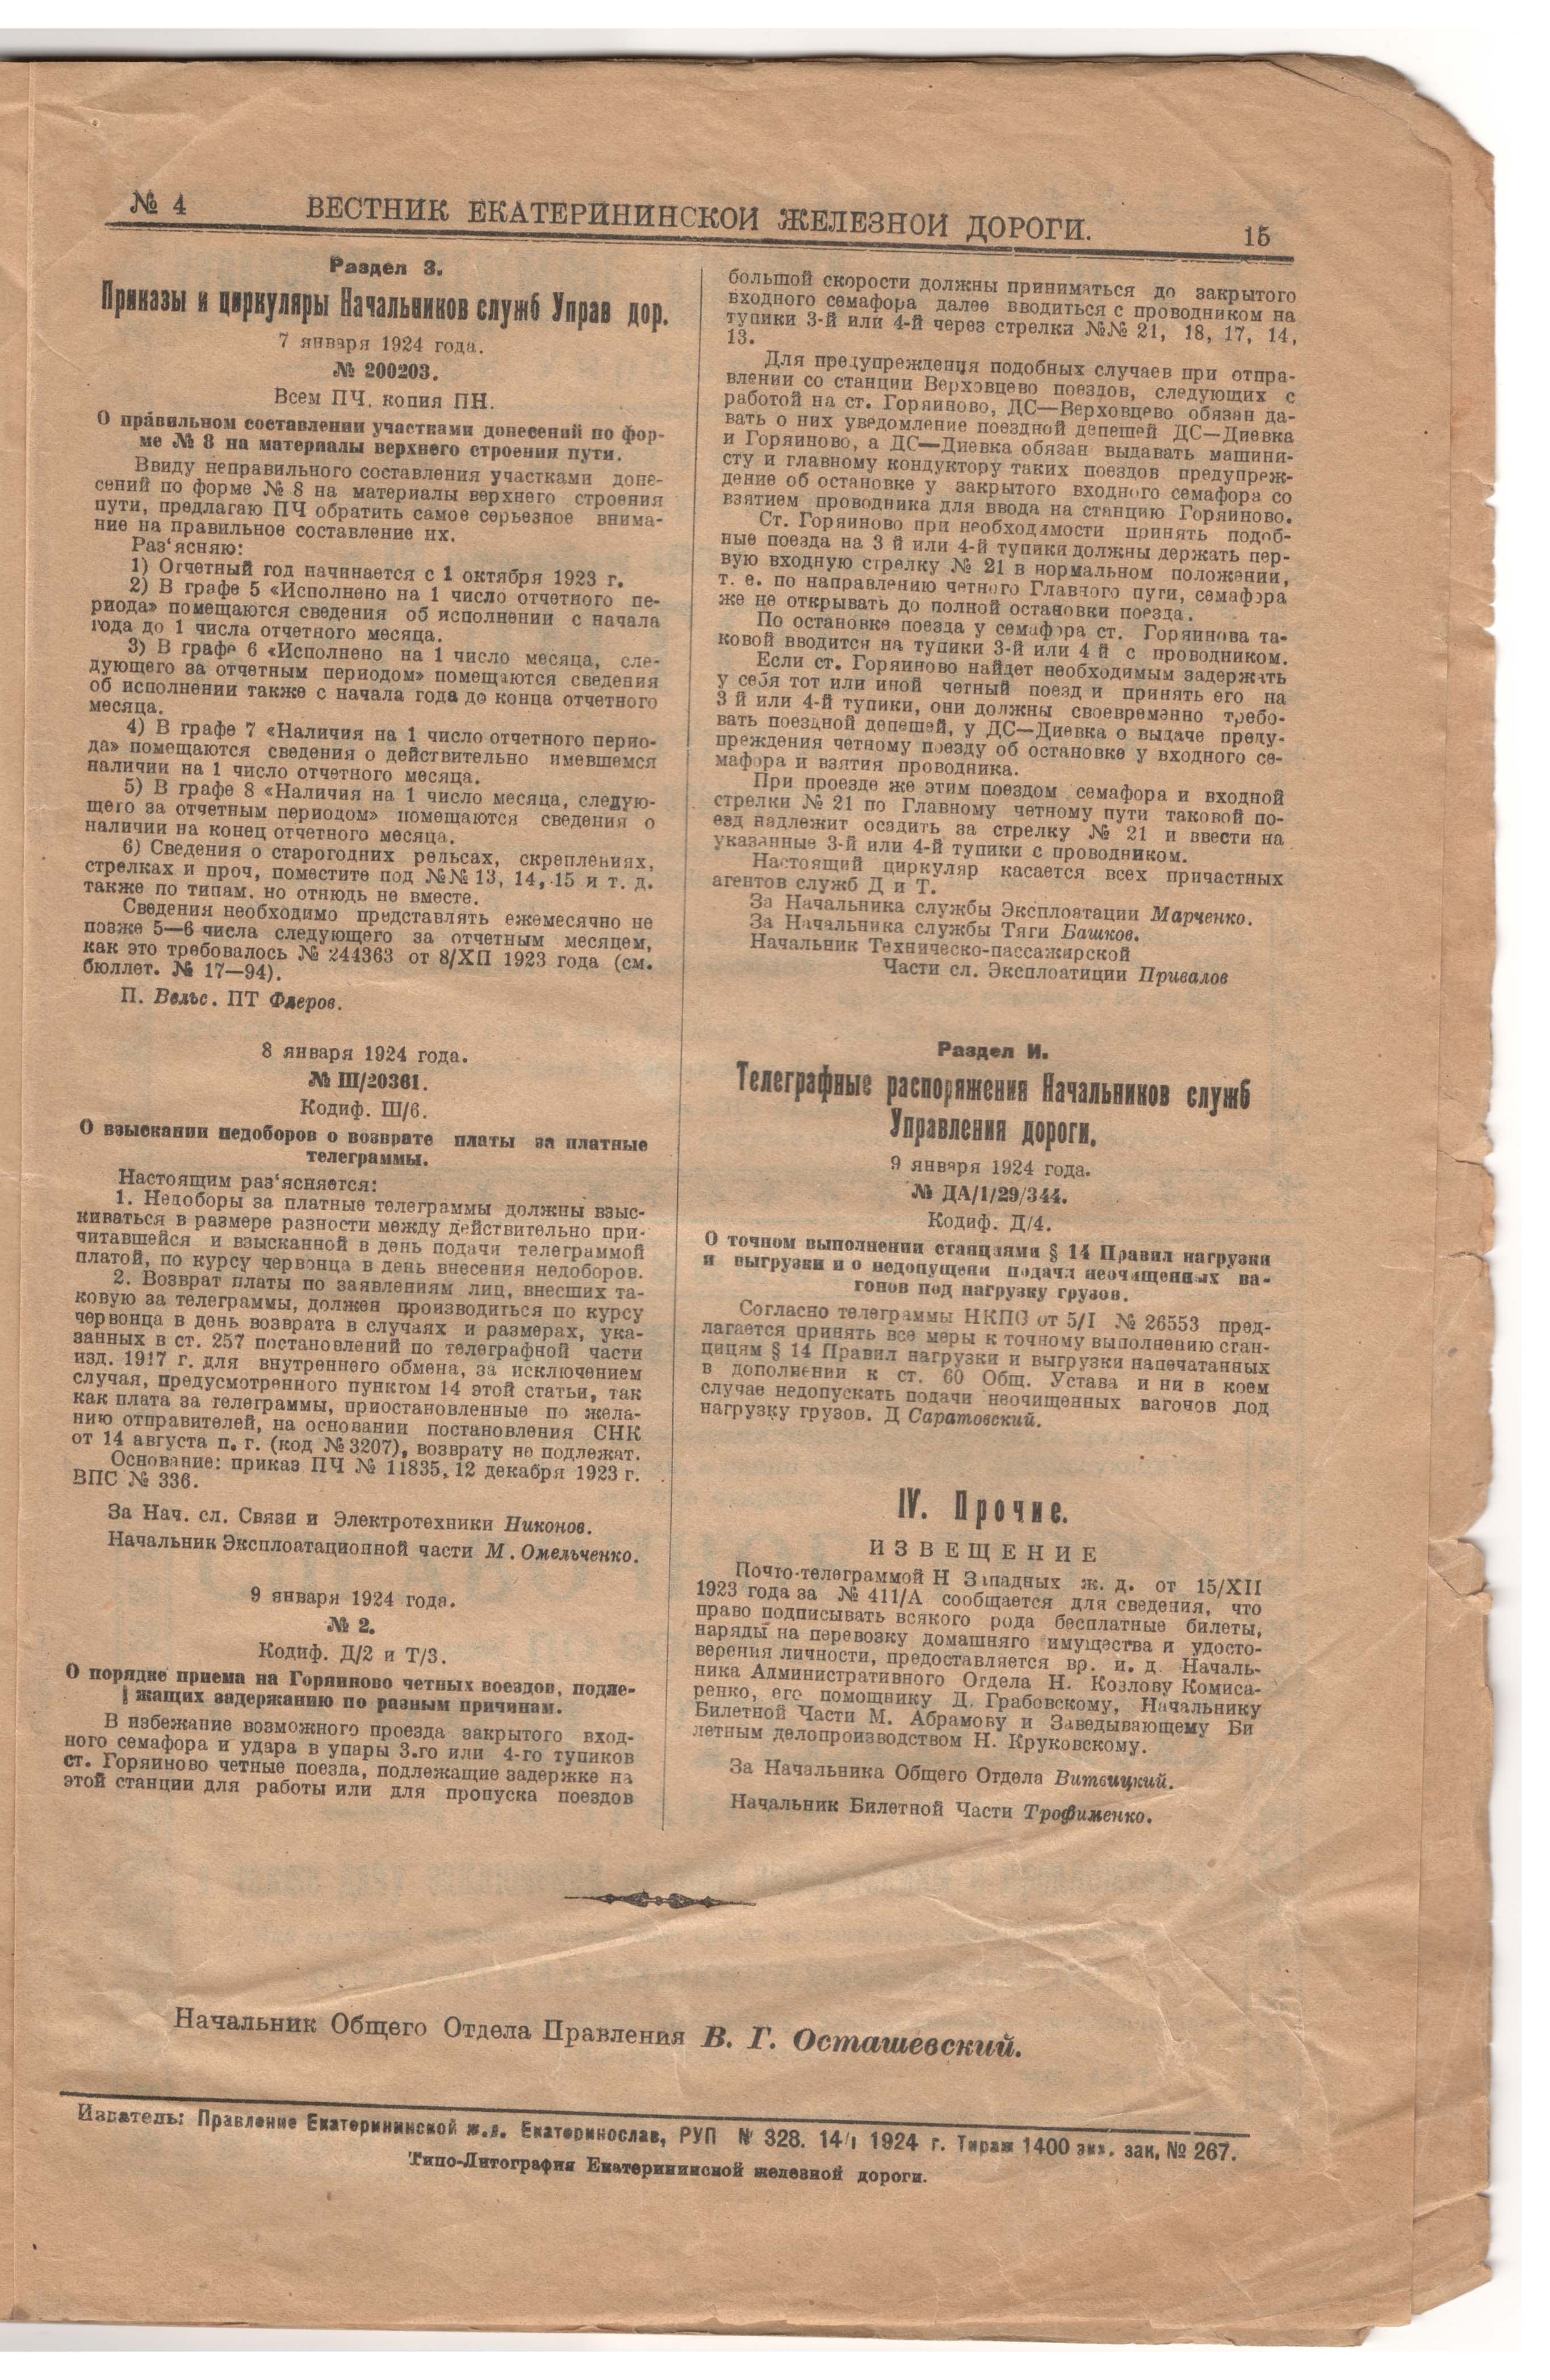 № 4
ВЕСТНИК ЕКАТЕРИНИНСКОЙ ЖЕЛЕЗНОЙ ДОРОГИ.
15
Раздел З.
Приказы и циркуляры Начальников служб Управ дор.
7 января 1924 года.
№ 200203.
Всем ПЧ. копия ПН.
О правильном составлении участками донесений по фор-
ме № 8 на материалы верхнего строения пути.
Ввиду неправильного составления участками доне-
сений по форме № 8 на материалы верхнего строения
пути, предлагаю ПЧ обратить самое серьезное внима-
ние на правильное составление их.
Раз‘ясняю:
1) Отчетный год начинается с 1 октября 1923 г.
2) В графе 5 «Исполнено на 1 число отчетного пе-
риода» помещаются сведения об исполнении с начала
года до 1 числа отчетного месяца.
3) В графе 6 «Исполнено на 1 число месяца, сле-
дующего за отчетным периодом» помещаются сведения
об исполнении также с начала года до конца отчетного
месяца.
4) В графе 7 «Наличия на 1 число отчетного перио-
да» помещаются сведения о действительно имевшемся
наличии на 1 число отчетного месяца.
5) В графе 8 «Наличия на 1 число месяца, следую-
щего за отчетным периодом» помещаются сведения о
наличии на конец отчетного месяца.
6) Сведения о старогодних рельсах, скреплениях,
стрелках и проч, поместите под №№ 13, 14, 15 и т. д.
также по типам. но отнюдь не вместе.
Сведения необходимо представлять ежемесячно не
позже 5—6 числа следующего за отчетным месяцем,
как это требовалось № 244363 от 8/XII 1923 года (см.
бюллет. № 17—94).
П. Вельс. ПТ Флеров.
8 января 1924 года.
№ Ш/20361.
Кодиф. Ш/6.
О взыскании недоборов о возврате платы за платные
телеграммы.
Настоящим раз‘ясняется:
1. Недоборы за платные телеграммы должны взыс-
киваться в размере разности между действительно при-
читавшейся и взысканной в день подачи телеграммой
платой, по курсу червонца в день внесения недоборов.
2. Возврат платы по заявлениям лиц, внесших та-
ковую за телеграммы, должен производиться по курсу
червонца в день возврата в случаях и размерах, ука-
занных в ст. 257 постановлений по телеграфной части
изд. 1917 г. для внутреннего обмена, за исключением
случая, предусмотренного пунктом 14 этой статьи, так
как плата за телеграммы, приостановленные по жела-
нию отправителей, на основании постановления СНК
от 14 августа п. г. (код № 3207), возврату не подлежат.
Основание: приказ ПЧ № 11835, 12 декабря 1923 г.
ВПС № 336.
За Нач. сл. Связи и Электротехники Никонов.
Начальник Эксплоатационной части М. Омельченко.
9 января 1924 года.
№ 2.
Кодиф. Д/2 и Т/3.
О порядке приема на Горяиново четных воездов, подле-
жащих задержанию по разным причинам.
В избежание возможного проезда закрытого вход-
ного семафора и удара в упары 3.го или 4-го тупиков
ст. Горяиново четные поезда, подлежащие задержке на
этой станции для работы или для пропуска поездов
большой скорости должны приниматься до закрытого
входного семафора далее вводиться с проводником на
тупики 3-й или 4-й через стрелки №№ 21, 18, 17, 14,
13.
Для предупреждения подобных случаев при отпра-
влении со станции Верховцево поездов, следующих с
работой на ст. Горяиново, ДС—Верховцево обязан да-
вать о них уведомление поездной депешей ДС—Диевка
и Горяиново, а ДС—Диевка обязан выдавать машини-
сту и главному кондуктору таких поездов предупреж-
дение об остановке у закрытого входного семафора со
взятием проводника для ввода на станцию Горяиново.
Ст. Горяиново при необходимости принять подоб-
ные поезда на 3 й или 4-й тупики должны держать пер-
вую входную стрелку № 21 в нормальном положении,
т. е. по направлению четного Главного пути, семафора
же не открывать до полной остановки поезда.
По остановке поезда у семафора ст. Горяинова та-
ковой вводится на тупики 3-й или 4 й с проводником.
Если ст. Горяиново найдет необходимым задержать
у себя тот или иной четный поезд и принять его на
3 й или 4-й тупики, они должны своевременно требо-
вать поездной депешей, у ДС—Диевка о выдаче преду-
преждения четному поезду об остановке у входного се-
мафора и взятия проводника.
При проезде же этим поездом семафора и входной
стрелки № 21 по Главному четному пути таковой по-
езд надлежит осадить за стрелку № 21 и ввести на
указанные 3-й или 4-й тупики с проводником.
Настоящий циркуляр касается всех причастных
агентов служб Д и Т.
За Начальника службы Эксплоатации Марченко.
За Начальника службы Тяги Башков.
Начальник Техническо-пассажирской
Части сл. Эксплоатиции Привалов
Раздел И.
Телеграфные распоряжения Начальников служб
Управления дороги.
9 января 1924 года.
№ ДА/1/29/344.
Кодиф. Д/4.
О точном выполнении станциями § 14 Правил нагрузки
и выгрузки и о недопущени подачи неочищенных ва-
гонов под нагрузку грузов.
Согласно телеграммы НКПС от 5/I № 26553 пред-
лагается принять все меры к точному выполнению стан-
цицям § 14 Правил нагрузки и выгрузки напечатанных
в дополнении к ст. 60 Общ. Устава и ни в коем
случае недопускать подачи неочищенных вагонов под
нагрузку грузов. Д Саратовский.
IV. Прочие.
ИЗВЕЩЕНИЕ
Почто-телеграммой Н Западных ж. д. от 15/XII
1923 года за № 411/А сообщается для сведения, что
право подписывать всякого рода бесплатные билеты,
наряды на перевозку домашняго имущества и удосто-
верения личности, предоставляется вр. и. д. Началь-
ника Административного Отдела Н. Козлову Комиса-
ренко, его помощнику Д. Грабовскому, Начальнику
Билетной Части М. Абрамову и Заведывающему Би
летным делопроизводством Н. Круковскому.
За Начальника Общего Отдела Витвицкий.
Начальник Билетной Части Трофименко.
Начальник Общего Отдела Правления В. Г. Осташевский.
Издатель: Правление Екатерининской ж.д. Екатеринослав, РУП № 328. 14/I 1924 г. Тираж 1400 экз. зак, № 267.
Типо-Литография Екатерининской железной дороги.